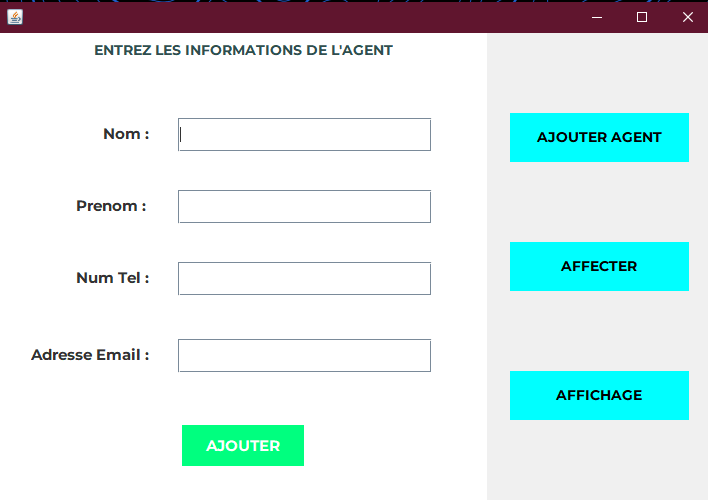 ENTREZ LES INFORMATIONS DE L'AGENT
Nom :
Prenom :
Num Tel :
Adresse Email :
AJOUTER
AJOUTER AGENT
AFFECTER
AFFICHAGE